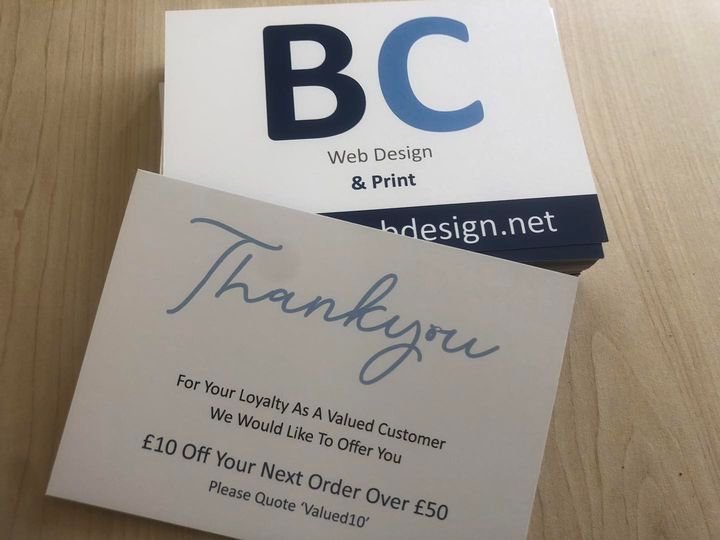 BC
Web Design
& Print
bdesign.net
Thankyou
For Your Loyalty As A Valued Customer
We Would Like To Offer You
£10 Off Your Next Order Over £50
Please Quote 'Valued10'